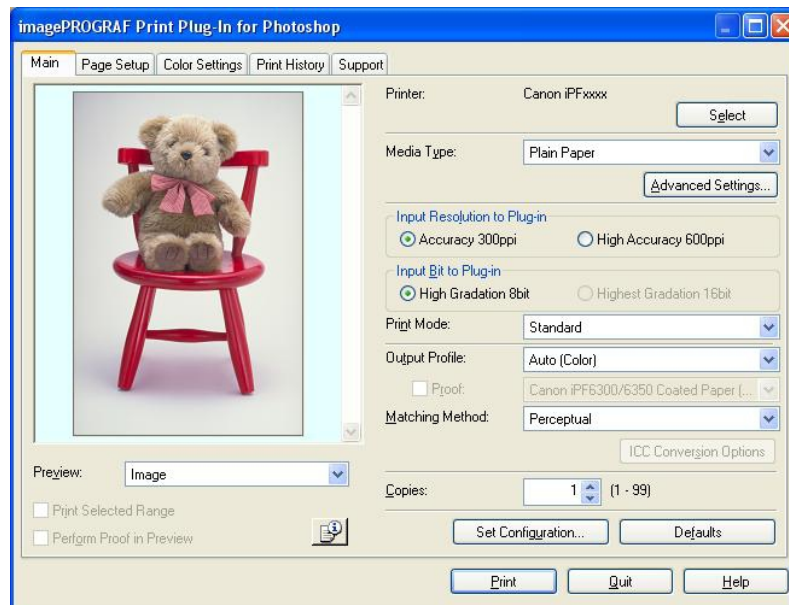 imagePROGRAF Print Plug-In for Photoshop
Main Page Setup Color Settings Print History Support
Printer: Canon iPFxxxx
Select
Media Type: Plain Paper
Advanced Settings...
Input Resolution to Plug-in
Accuracy 300ppi High Accuracy 600ppi
Input Bit to Plug-in
High Gradation 8bit Highest Gradation 16bit
Print Mode: Standard
Output Profile: Auto (Color)
Proof: Canon iPF6300/6350 Coated Paper (...
Matching Method: Perceptual
ICC Conversion Options
Preview: Image
Print Selected Range
Perform Proof in Preview
Copies: 1 (1 - 99)
Set Configuration... Defaults
Print Quit Help